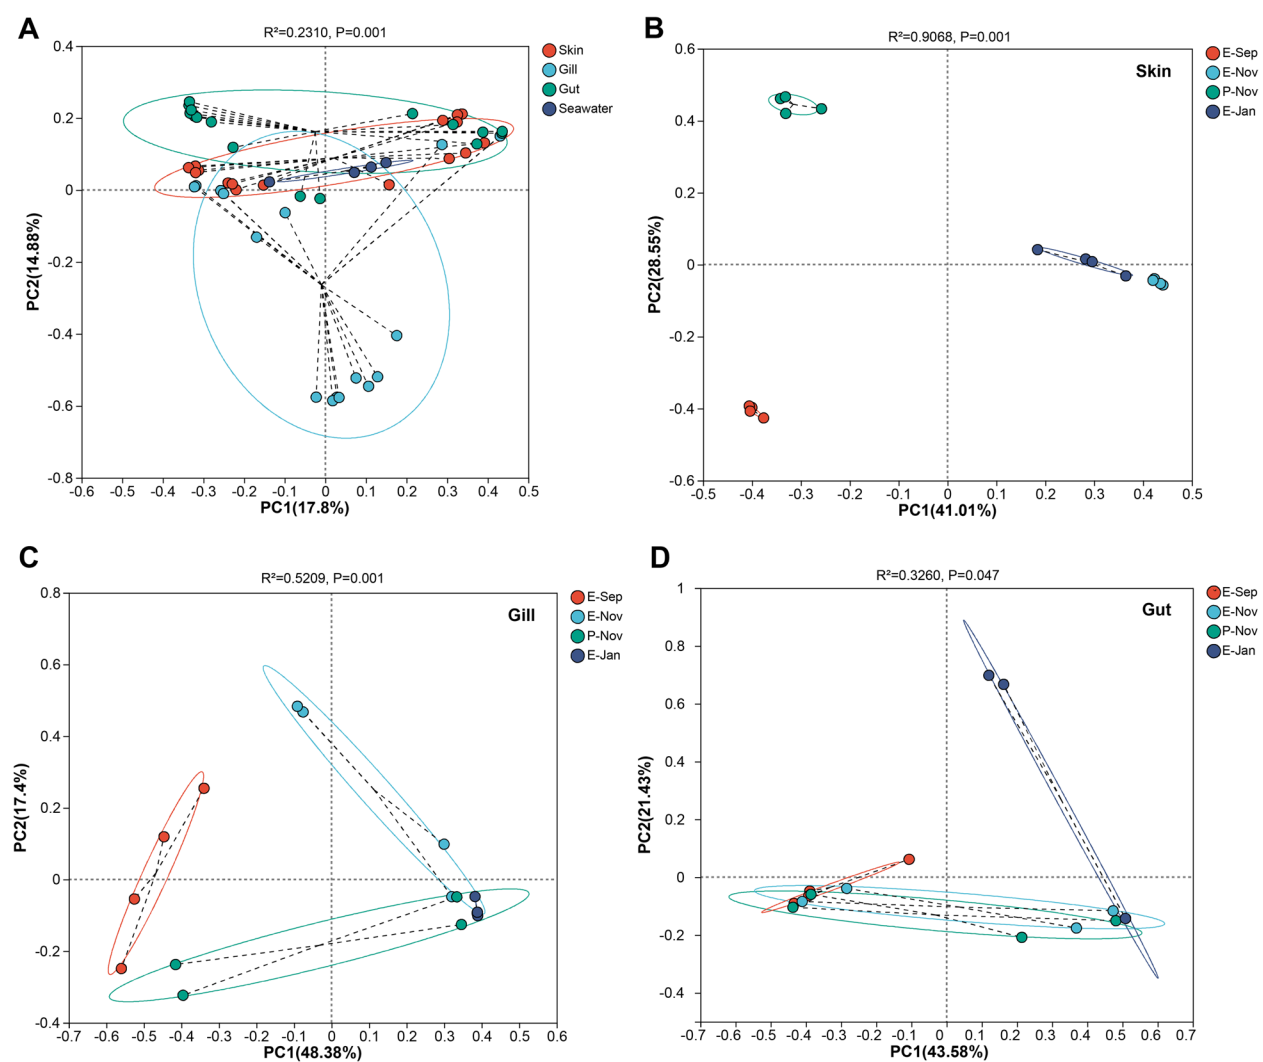 A
R²=0.2310, P=0.001
Skin
Gill
Gut
Seawater
0.4
0.2
0
-0.2
-0.4
-0.6
-0.8
PC2(14.88%)
-0.6 -0.5 -0.4 -0.3 -0.2 -0.1 0 0.1 0.2 0.3 0.4 0.5
PC1(17.8%)
B
R²=0.9068, P=0.001
Skin
E-Sep
E-Nov
P-Nov
E-Jan
0.6
0.4
0.2
0
-0.2
-0.4
-0.6
PC2(28.55%)
-0.5 -0.4 -0.3 -0.2 -0.1 0 0.1 0.2 0.3 0.4 0.5
PC1(41.01%)
C
R²=0.5209, P=0.001
Gill
E-Sep
E-Nov
P-Nov
E-Jan
0.8
0.6
0.4
0.2
0
-0.2
-0.4
PC2(17.4%)
-0.7 -0.6 -0.5 -0.4 -0.3 -0.2 -0.1 0 0.1 0.2 0.3 0.4 0.5 0.6
PC1(48.38%)
D
R²=0.3260, P=0.047
Gut
E-Sep
E-Nov
P-Nov
E-Jan
1
0.8
0.6
0.4
0.2
0
-0.2
-0.4
PC2(21.43%)
-0.7 -0.6 -0.5 -0.4 -0.3 -0.2 -0.1 0 0.1 0.2 0.3 0.4 0.5 0.6 0.7
PC1(43.58%)